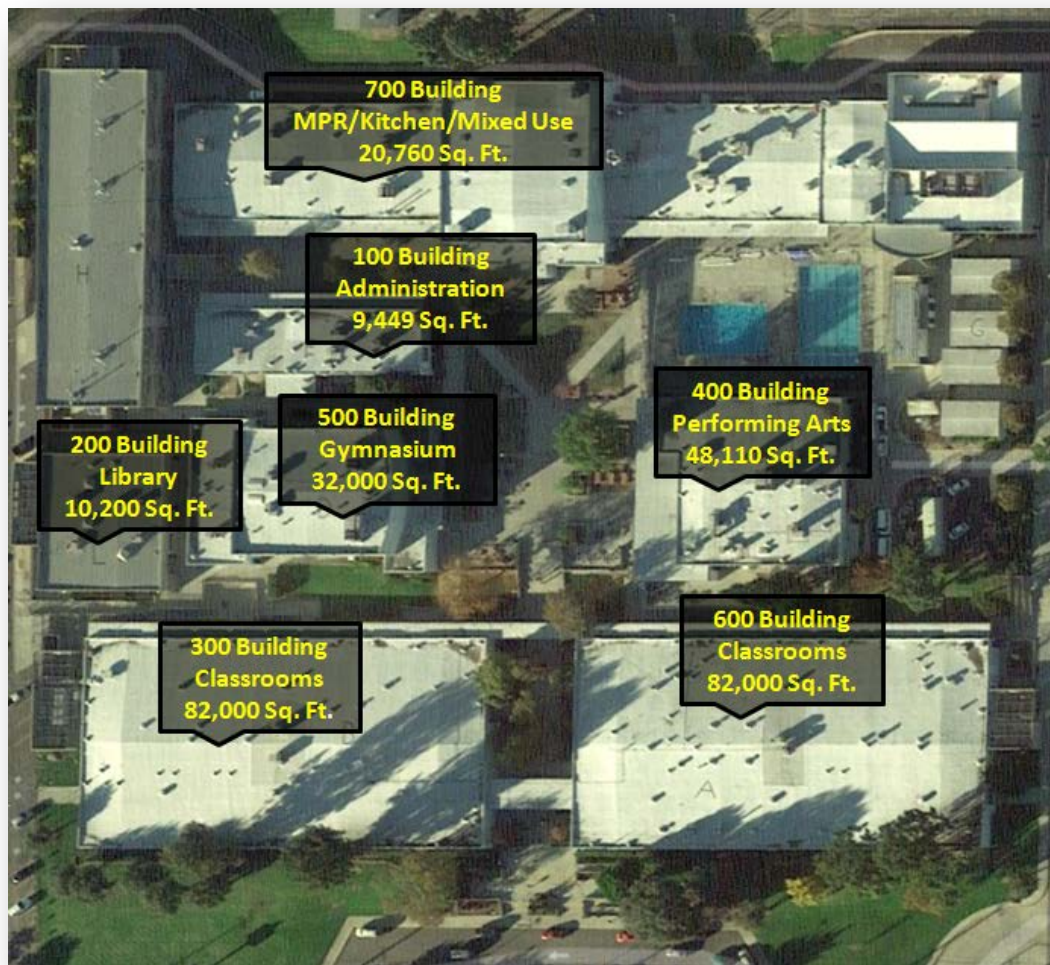 700 Building
MPR/Kitchen/Mixed Use
20,760 Sq. Ft.
100 Building
Administration
9,449 Sq. Ft.
400 Building
Performing Arts
48,110 Sq. Ft.
500 Building
Gymnasium
32,000 Sq. Ft.
200 Building
Library
10,200 Sq. Ft.
300 Building
Classrooms
82,000 Sq. Ft.
600 Building
Classrooms
82,000 Sq. Ft.
H
G
L
A